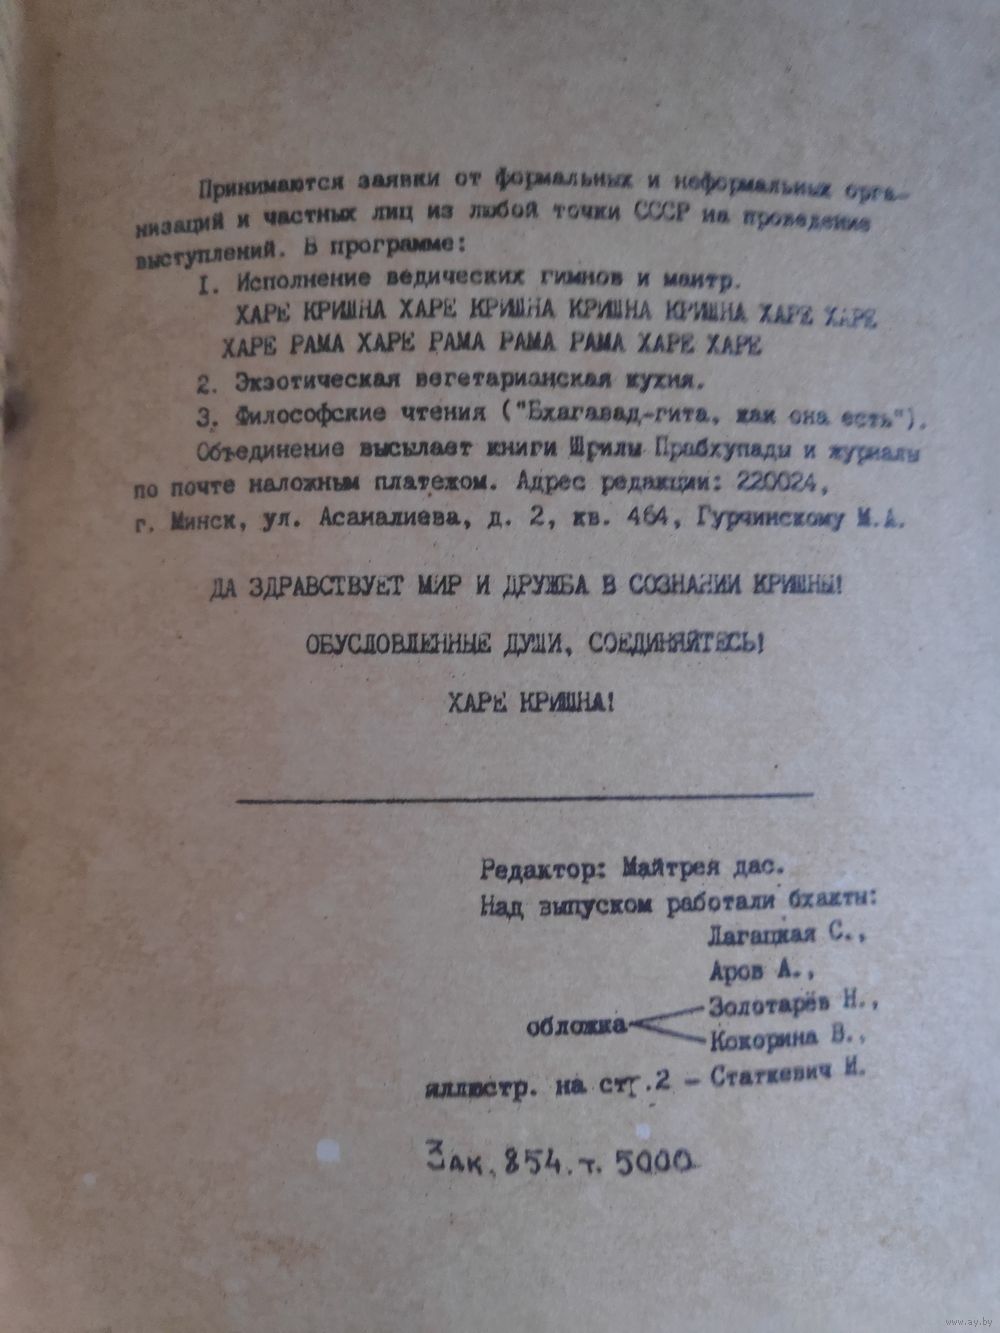 Принимаются заявки от формальных и неформальных орга-
низаций и частных лиц из любой точки СССР на проведение
выступлений. В программе:
I. Исполнение ведических гимнов и мантр.
ХАРЕ КРИШНА ХАРЕ КРИШНА КРИШНА КРИШНА ХАРЕ ХАРЕ
ХАРЕ РАМА ХАРЕ РАМА РАМА РАМА ХАРЕ ХАРЕ
2. Экзотическая вегетарианская кухня.
3. Философские чтения ("Бхагавад-гита, как она есть").
Объединение высылает книги Шрилы Прабхупады и журналы
по почте наложным платежом. Адрес редакции: 220024,
г. Минск, ул. Асаналиева, д. 2, кв. 464, Гурчинскому М.А.
ДА ЗДРАВСТВУЕТ МИР И ДРУЖБА В СОЗНАНИИ КРИШНЫ!
ОБУСЛОВЛЕННЫЕ ДУШИ, СОЕДИНЯЙТЕСЬ!
ХАРЕ КРИШНА!
Редактор: Майтрея дас.
Над выпуском работали бхакты:
Лагацкая С.,
Аров А.,
Золотарёв Н.,
обложка
Кокорина В.,
иллюстр. на стр.2 - Статкевич И.
Зак. 854. т. 5000
www.ay.by